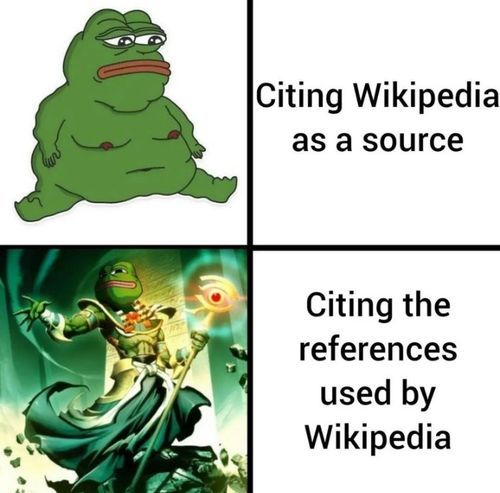 Citing Wikipedia
as a source
Citing the
references
used by
Wikipedia